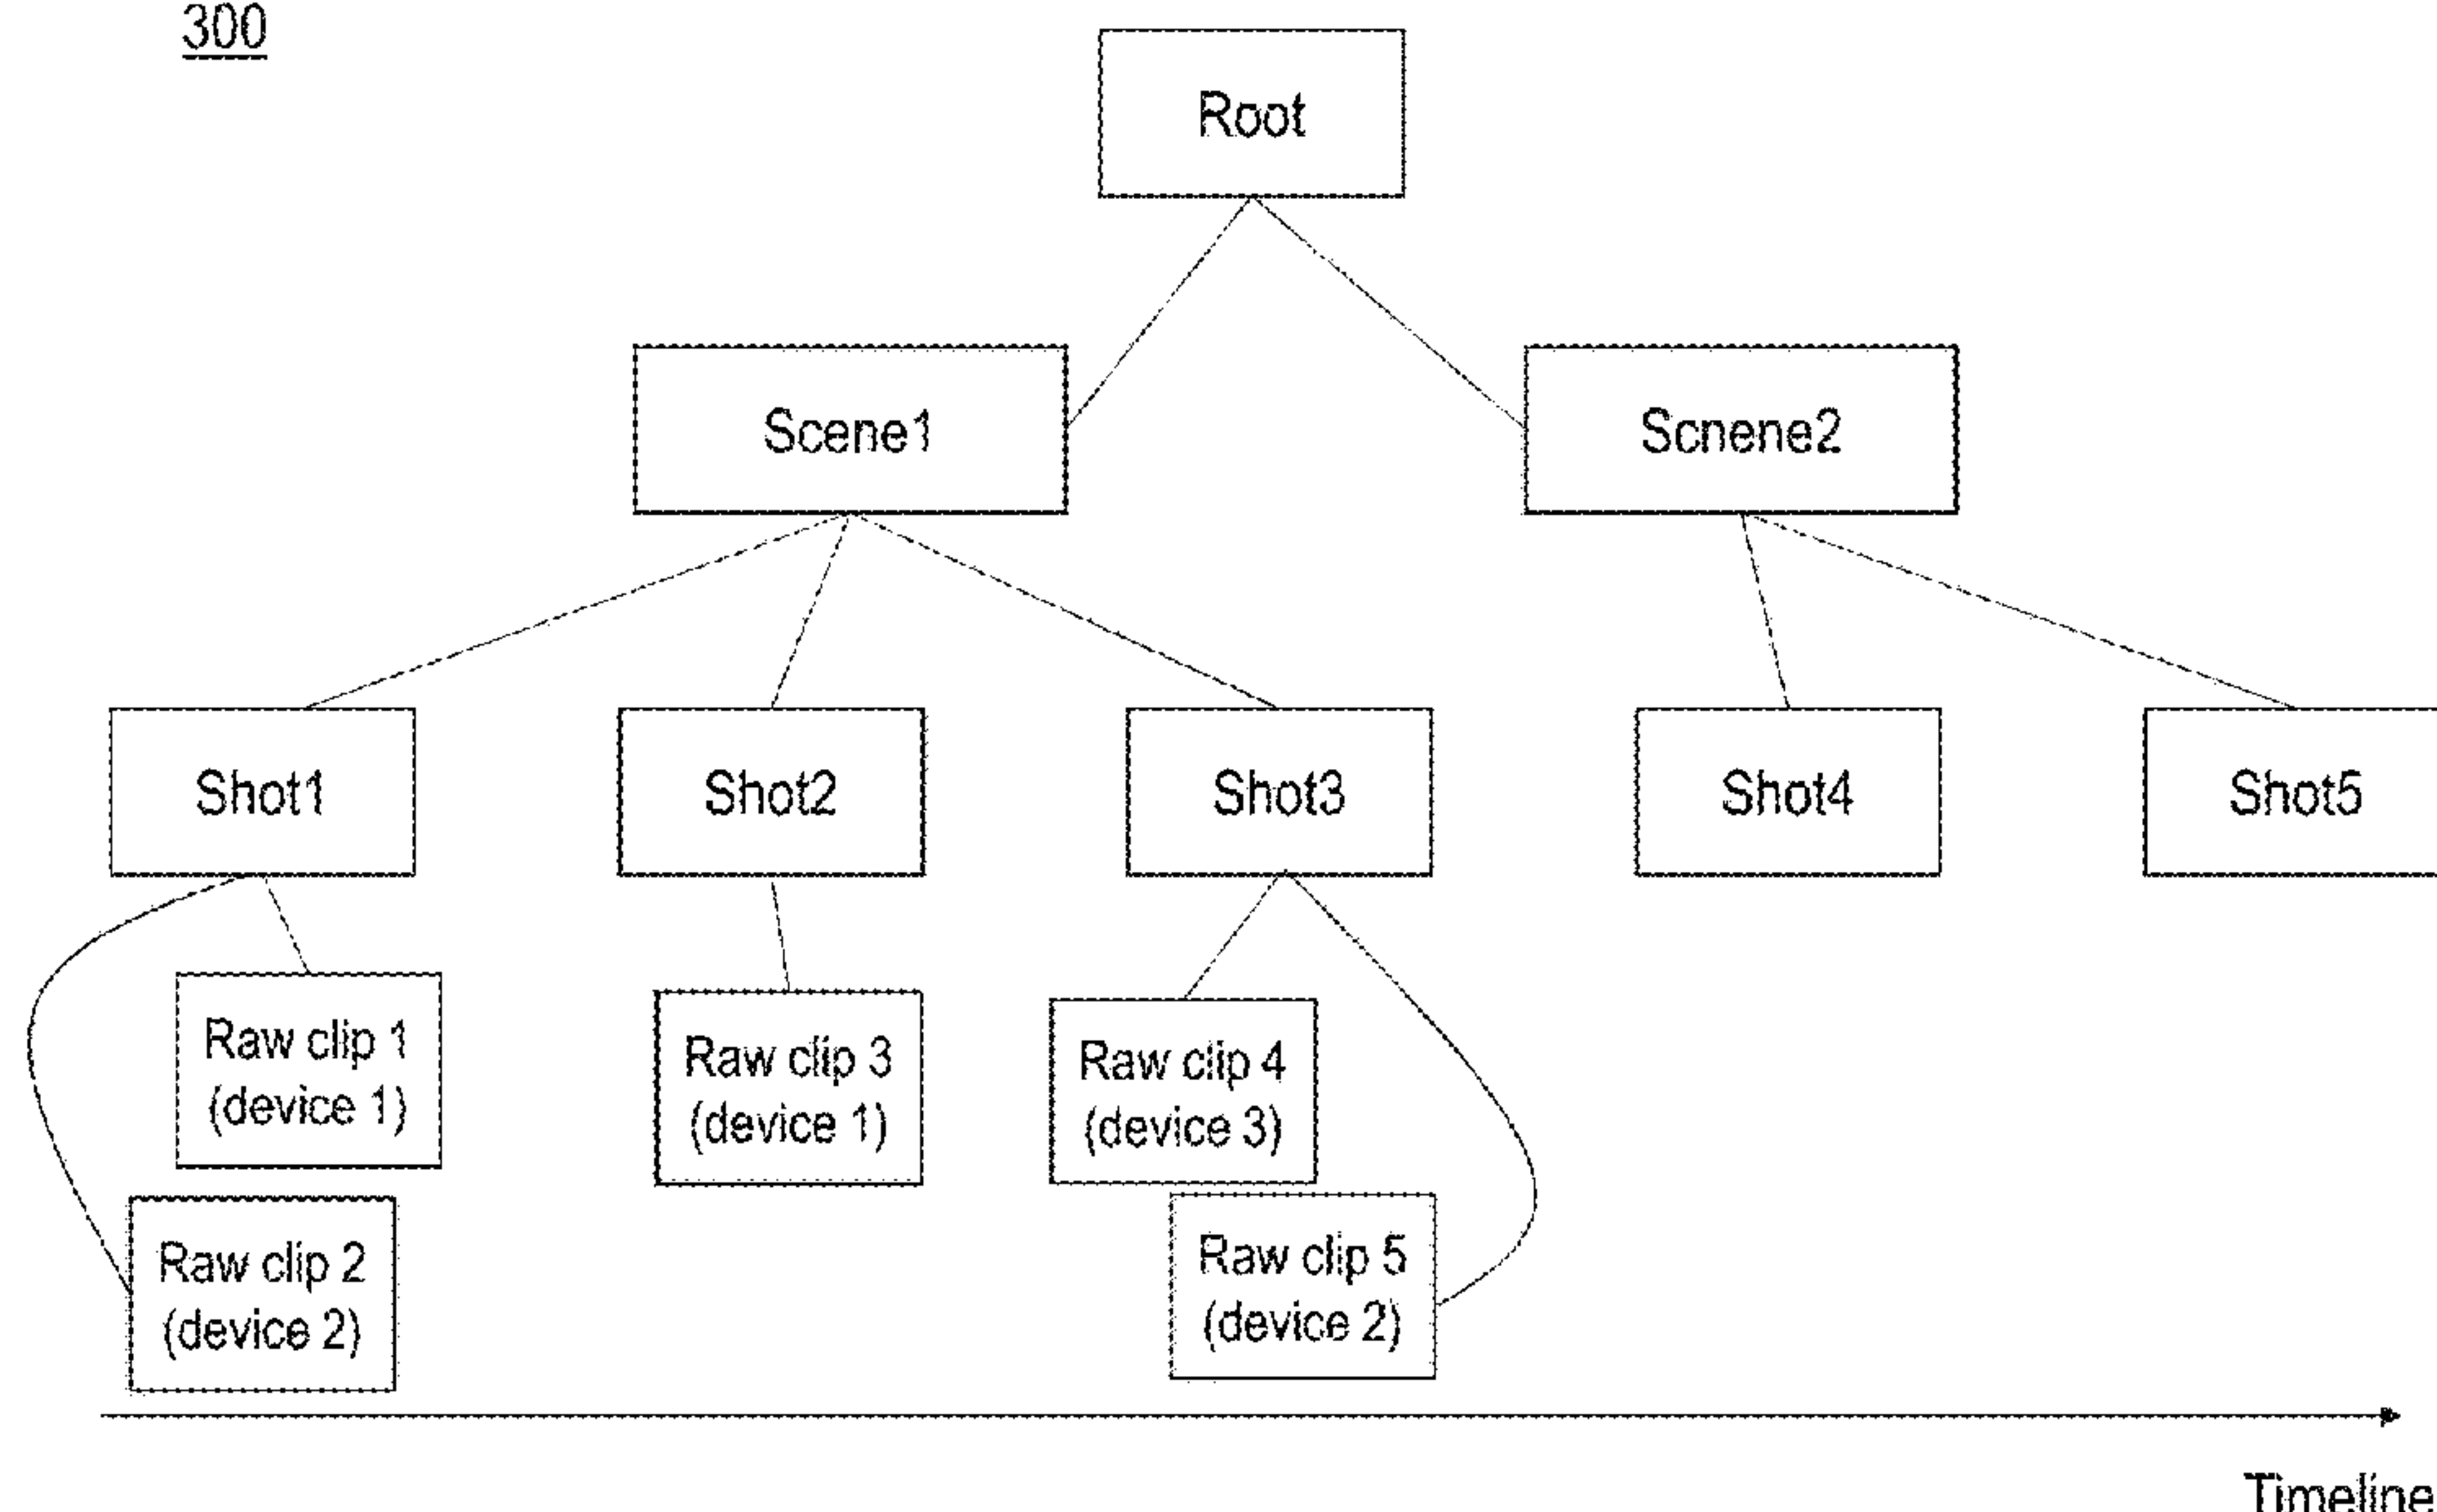 300
Root
Scene1
Scnene2
Shot1
Shot2
Shot3
Shot4
Shot5
Raw clip 1
(device 1)
Raw clip 3
(device 1)
Raw clip 4
(device 3)
Raw clip 2
(device 2)
Raw clip 5
(device 2)
Timeline